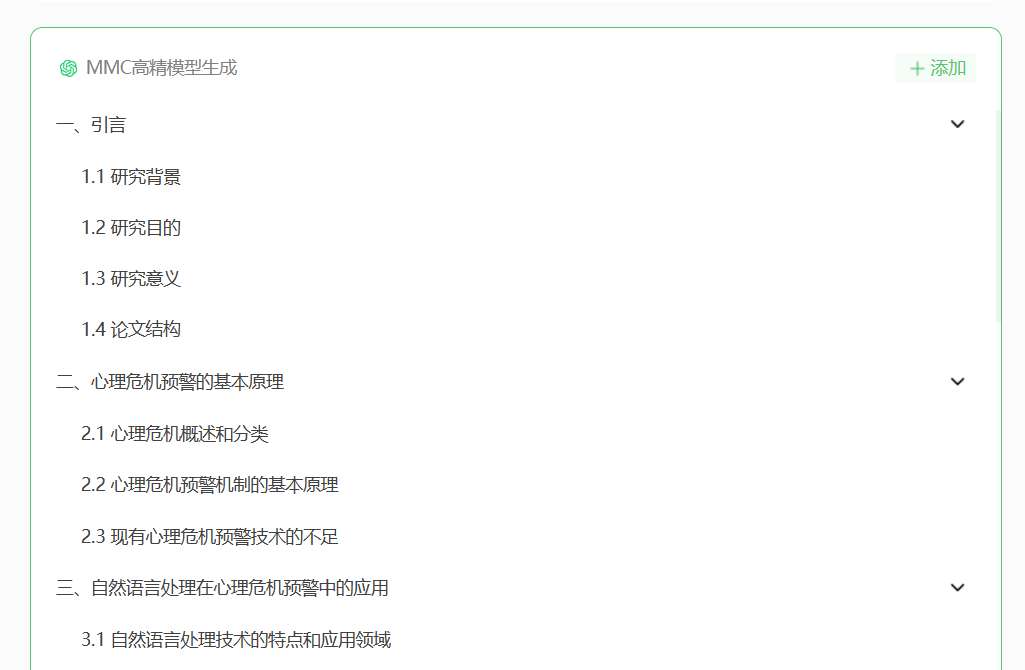 MMC高精模型生成
+ 添加
一、引言
1.1 研究背景
1.2 研究目的
1.3 研究意义
1.4 论文结构
二、心理危机预警的基本原理
2.1 心理危机概述和分类
2.2 心理危机预警机制的基本原理
2.3 现有心理危机预警技术的不足
三、自然语言处理在心理危机预警中的应用
3.1 自然语言处理技术的特点和应用领域